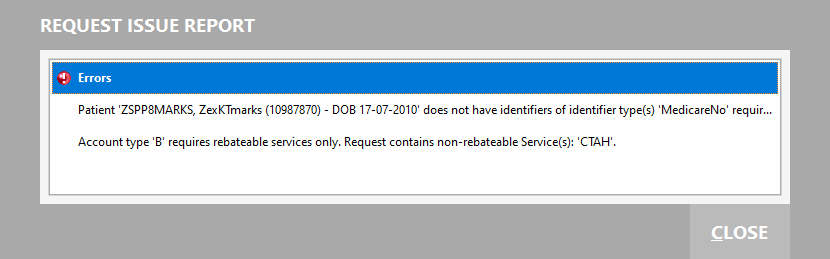 REQUEST ISSUE REPORT
Errors
Patient 'ZSPP8MARKS, ZexKTmarks (10987870) - DOB 17-07-2010' does not have identifiers of identifier type(s) 'MedicareNo' requir...
Account type 'B' requires rebateable services only. Request contains non-rebateable Service(s): 'CTAH'.
CLOSE